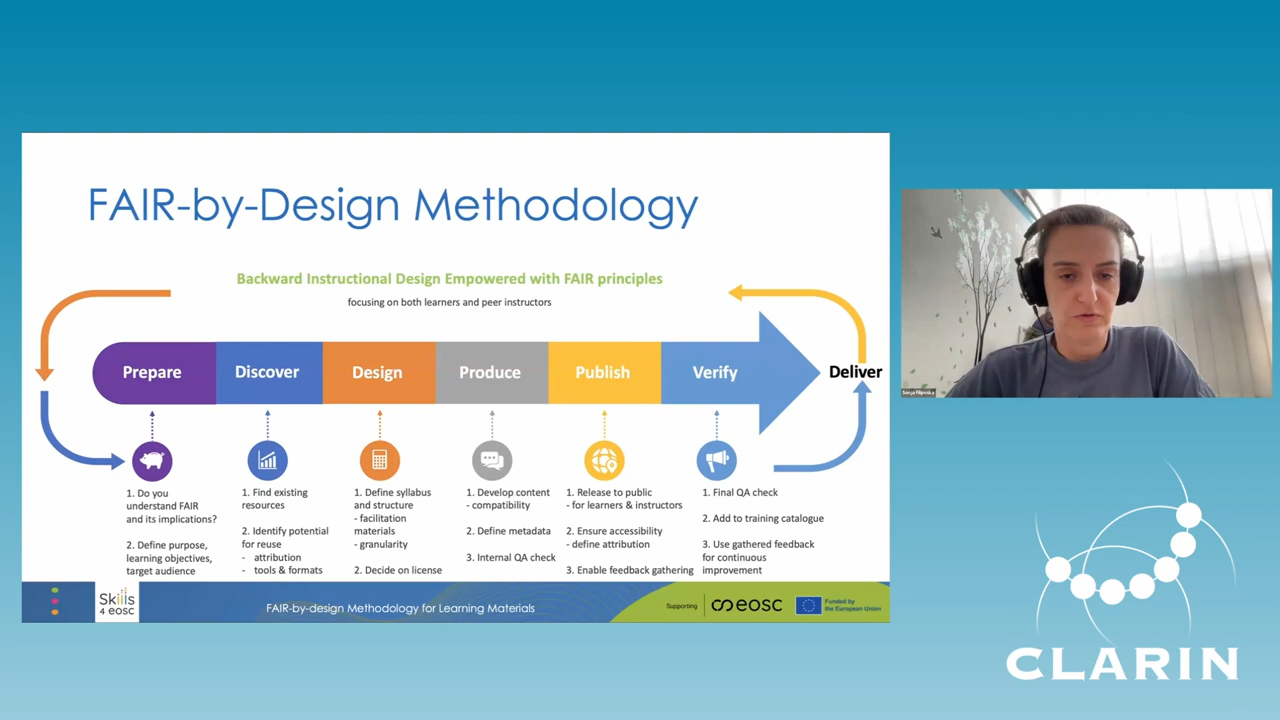 FAIR-by-Design Methodology
Backward Instructional Design Empowered with FAIR principles
focusing on both learners and peer instructors
Prepare
Discover
Design
Produce
Publish
Verify
Deliver
1. Do you
understand FAIR
and its implications?
2. Define purpose,
learning objectives,
target audience
1. Find existing
resources
2. Identify potential
for reuse
- attribution
- tools & formats
1. Define syllabus
and structure
- facilitation
materials
- granularity
2. Decide on license
1. Develop content
- compatibility
2. Define metadata
3. Internal QA check
1. Release to public
- for learners & instructors
2. Ensure accessibility
- define attribution
3. Enable feedback gathering
1. Final QA check
2. Add to training catalogue
3. Use gathered feedback
for continuous
improvement
Skills
4 eosc
FAIR-by-design Methodology for Learning Materials
Supporting
eosc
Funded by
the European Union
Sonja Filiposka
CLARIN